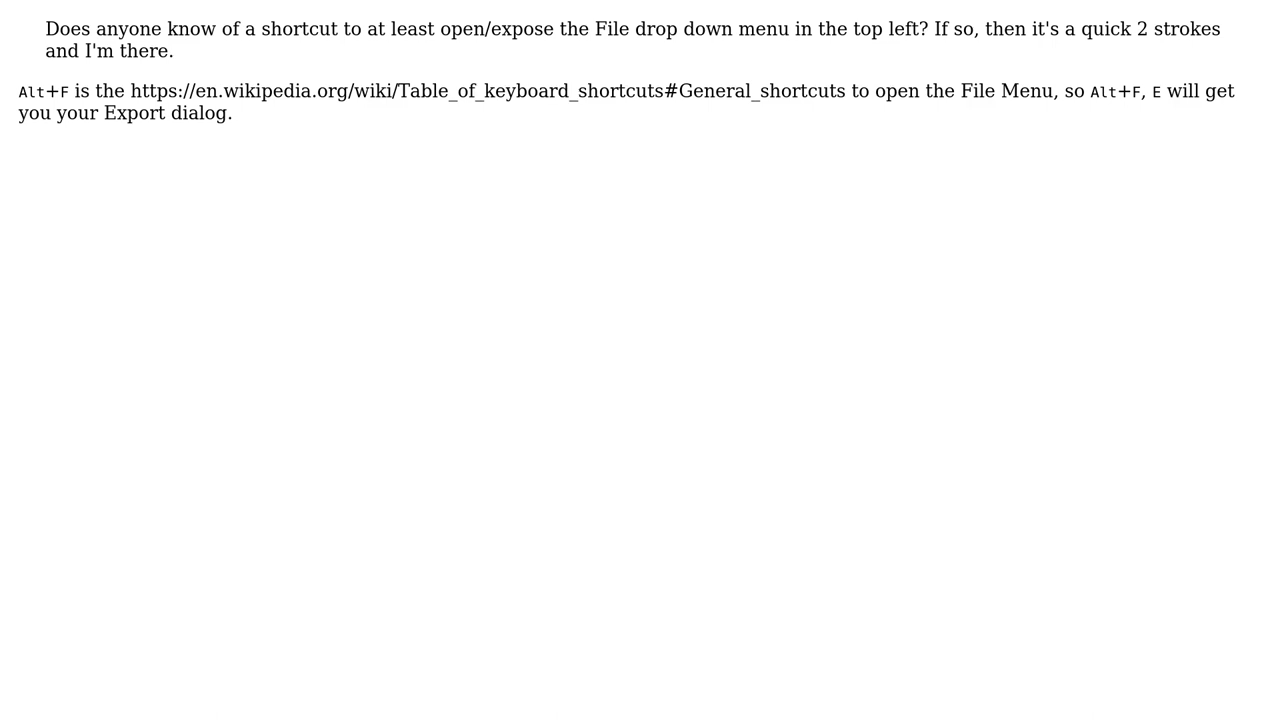 Does anyone know of a shortcut to at least open/expose the File drop down menu in the top left? If so, then it's a quick 2 strokes
and I'm there.
Alt+F is the https://en.wikipedia.org/wiki/Table_of_keyboard_shortcuts#General_shortcuts to open the File Menu, so Alt+F, E will get
you your Export dialog.